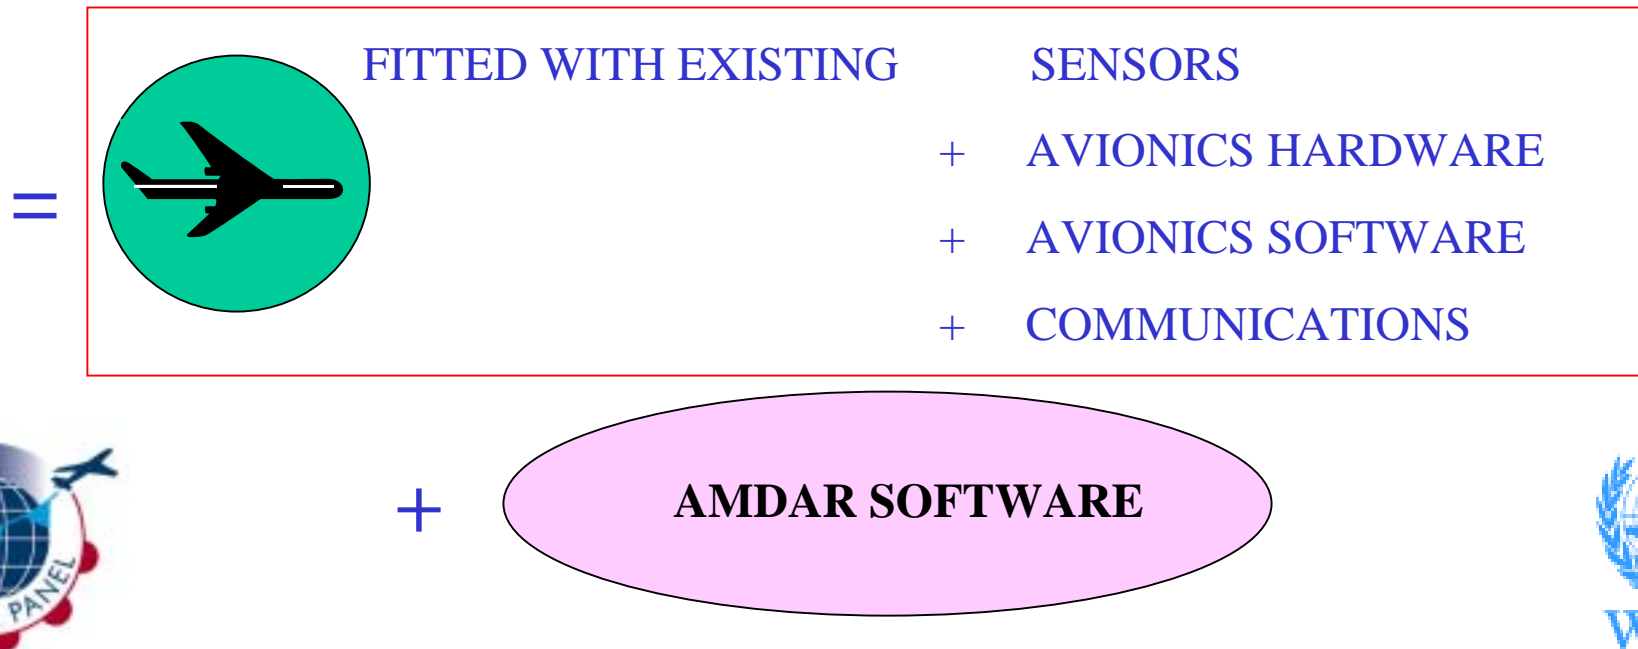 FITTED WITH EXISTING SENSORS
+ AVIONICS HARDWARE
= + AVIONICS SOFTWARE
+ COMMUNICATIONS
+ AMDAR SOFTWARE
PANEL
W